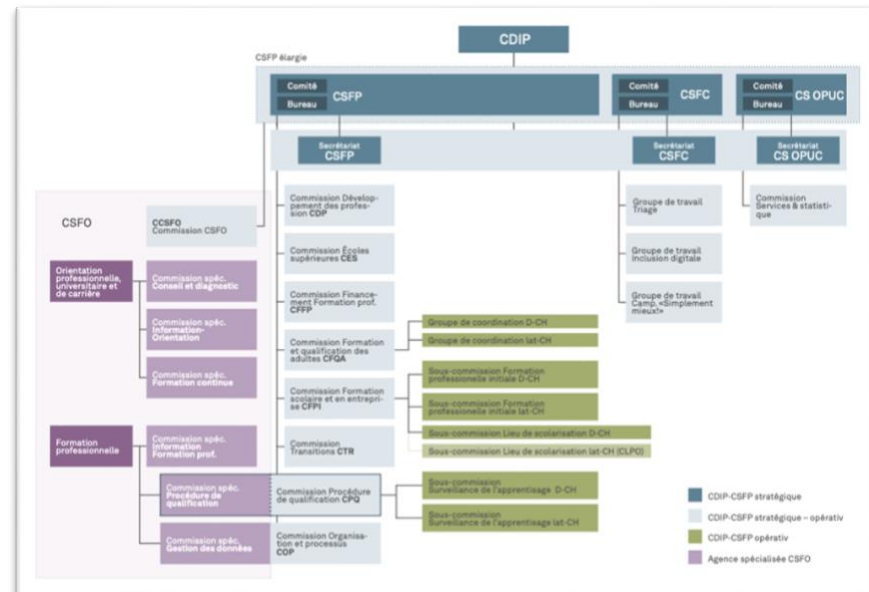 CDIP
CSFP élargie
Comité
Bureau
CSFP
Comité
Bureau
CSFC
Comité
Bureau
CS OPUC
Secrétariat
CSFP
Secrétariat
CSFC
Secrétariat
CS OPUC
CSFO
CCSFO
Commission CSFO
Orientation
professionnelle,
universitaire et
de carrière
Commission spéc.
Conseil et diagnostic
Commission spéc.
Information-
Orientation
Commission spéc.
Formation continue
Formation
professionnelle
Commission spéc.
Information
Formation prof.
Commission spéc.
Procédure de
qualification
Commission spéc.
Gestion des données
Commission Dévelop-
pement des profes-
sion CDP
Commission Écoles
supérieures CES
Commission Finance-
ment Formation prof.
CFFP
Commission Formation
et qualification des
adultes CFQA
Commission Formation
scolaire et en entrepri-
se CFPI
Commission
Transitions CTR
Commission Procédure
de qualification CPQ
Commission Organisa-
tion et processus
COP
Groupe de coordination D-CH
Groupe de coordination lat-CH
Sous-commission Formation
professionelle initiale D-CH
Sous-commission Formation
professionelle initiale lat-CH
Sous-commission Lieu de scolarisation D-CH
Sous-commission Lieu de scolarisation lat-CH (CLPO)
Sous-commission
Surveillance de l'apprentisage D-CH
Sous-commission
Surveillance de l'apprentisage lat-CH
Groupe de travail
Triage
Groupe de travail
Inclusion digitale
Groupe de travail
Camp. «Simplement
mieux!»
Commission
Services & statisti-
que
CDIP-CSFP stratégique
CDIP-CSFP stratégique – opérativ
CDIP-CSFP opérativ
Agence spécialisée CSFO